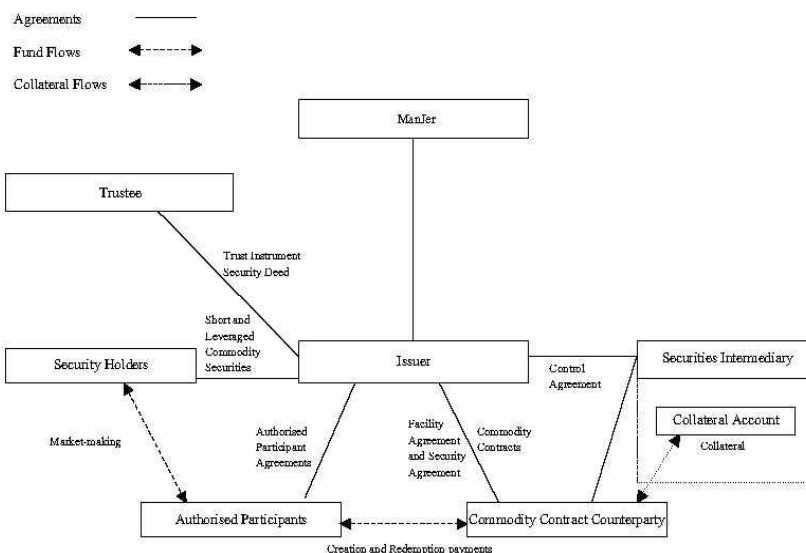 Agreements
Fund Flows
Collateral Flows
ManJer
Trustee
Trust Instrument
Security Deed
Short and
Leveraged
Commodity
Securities
Security Holders
Issuer
Securities Intermediary
Control
Agreement
Collateral Account
Collateral
Market-making
Authorised
Participant
Agreements
Facility
Agreement
and Security
Agreement
Commodity
Contracts
Authorised Participants
Commodity Contract Counterparty
Creation and Redemption payments